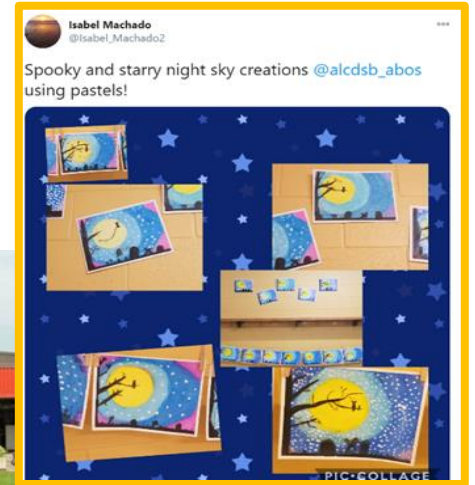 Isabel Machado
@Isabel_Machado2
Spooky and starry night sky creations @alcdsb_abos
using pastels!
PIC•COLLAGE